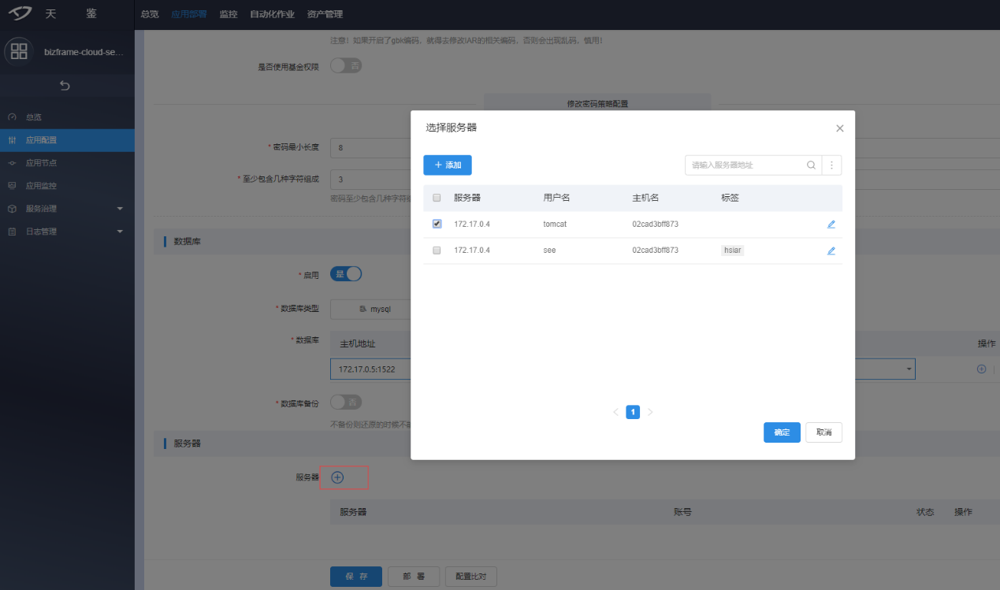 天 鉴
总览 应用部署 监控 自动化作业 资产管理
bizframe-cloud-se...
总览
应用配置
应用节点
应用监控
服务治理
日志管理
注意！如果开启了gbk编码，就得去修改IAR的相关编码，否则会出现乱码，慎用！
是否使用基金权限 否
修改密码策略配置
* 密码最小长度 8
* 至少包含几种字符组成 3
密码至少包含几种字符组
数据库
* 启用 是
* 数据库类型 mysql
* 数据库 主机地址 操作
172.17.0.5:1522
* 数据库备份 否
不备份则还原的时候不能
服务器
服务器
服务器 账号 状态 操作
保 存 部 署 配置比对
选择服务器
+ 添加 请输入服务器地址
服务器 用户名 主机名 标签
172.17.0.4 tomcat 02cad3bff873
172.17.0.4 see 02cad3bff873 hsiar
1
确定 取消